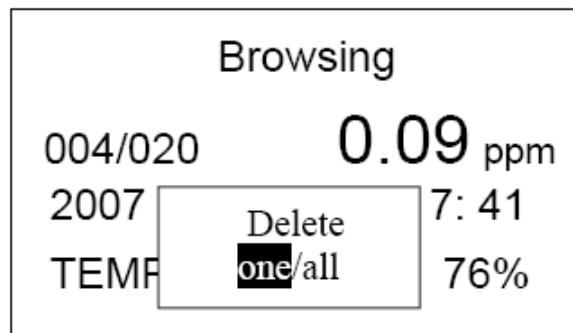 Browsing
004/020 0.09 ppm
2007 7: 41
Delete
TEMP one/all 76%